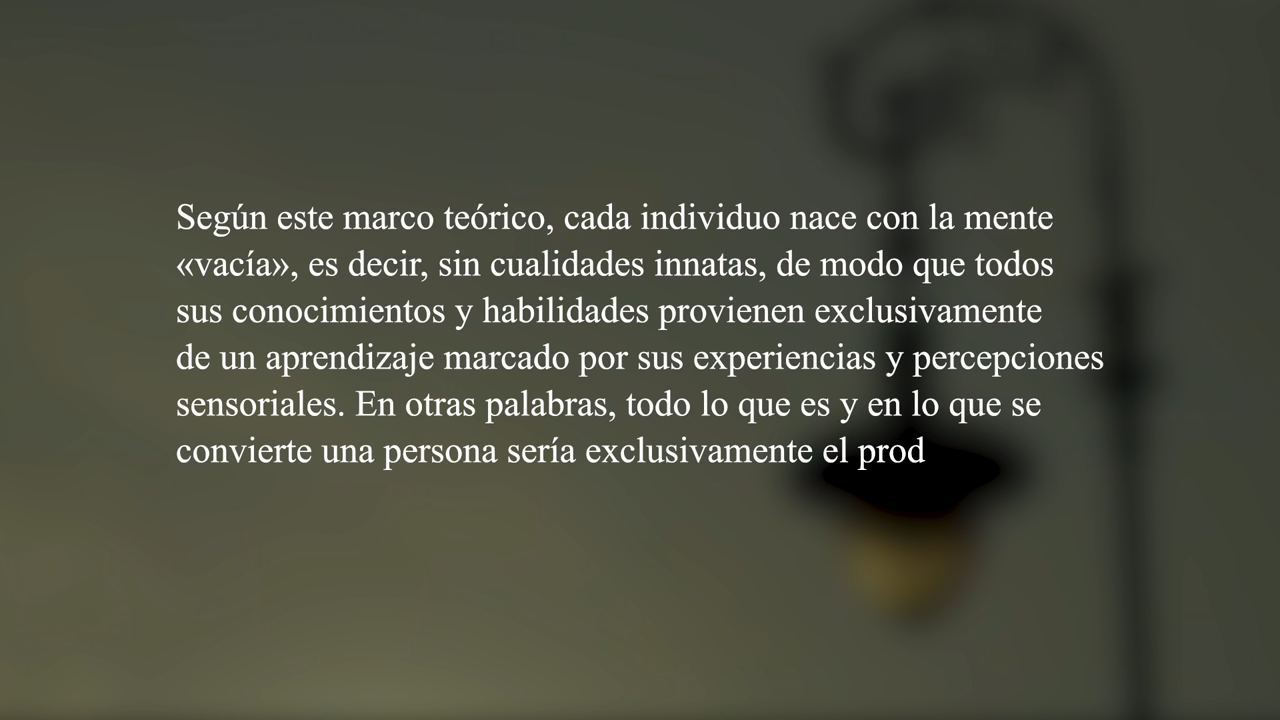 Según este marco teórico, cada individuo nace con la mente
«vacía», es decir, sin cualidades innatas, de modo que todos
sus conocimientos y habilidades provienen exclusivamente
de un aprendizaje marcado por sus experiencias y percepciones
sensoriales. En otras palabras, todo lo que es y en lo que se
convierte una persona sería exclusivamente el prod